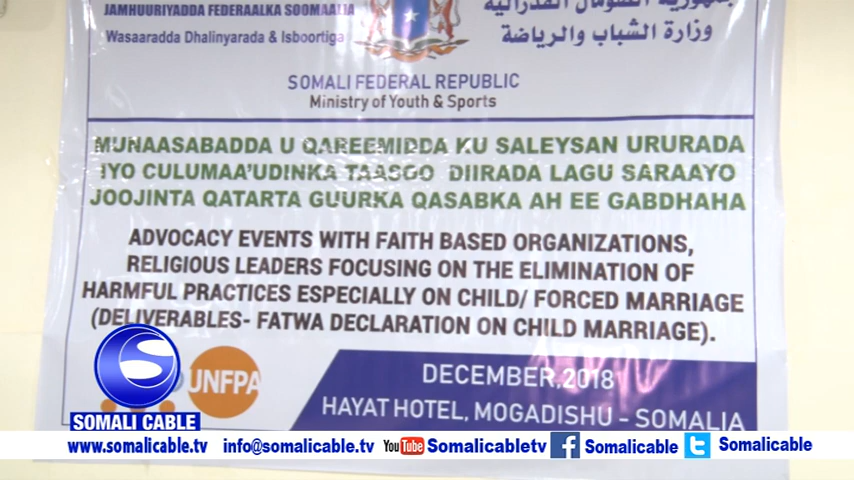 JAMHUURIYADDA FEDERAALKA SOOMAALIA
Wasaaradda Dhalinyarada & Isboortiga
جمهورية الصومال الفدرالية
وزارة الشباب والرياضة
SOMALI FEDERAL REPUBLIC
Ministry of Youth & Sports
MUNAASABADDA U QAREEMIDDA KU SALEYSAN URURADA
IYO CULUMAA'UDINKA TAASOO DIIRADA LAGU SARAAYO
JOOJINTA QATARTA GUURKA QASABKA AH EE GABDHAHA
ADVOCACY EVENTS WITH FAITH BASED ORGANIZATIONS,
RELIGIOUS LEADERS FOCUSING ON THE ELIMINATION OF
HARMFUL PRACTICES ESPECIALLY ON CHILD/ FORCED MARRIAGE
(DELIVERABLES- FATWA DECLARATION ON CHILD MARRIAGE).
UNFPA
DECEMBER,2018
HAYAT HOTEL, MOGADISHU - SOMALIA
S
SOMALI CABLE
www.somalicable.tv info@somalicable.tv YouTube Somalicabletv f Somalicable Somalicable